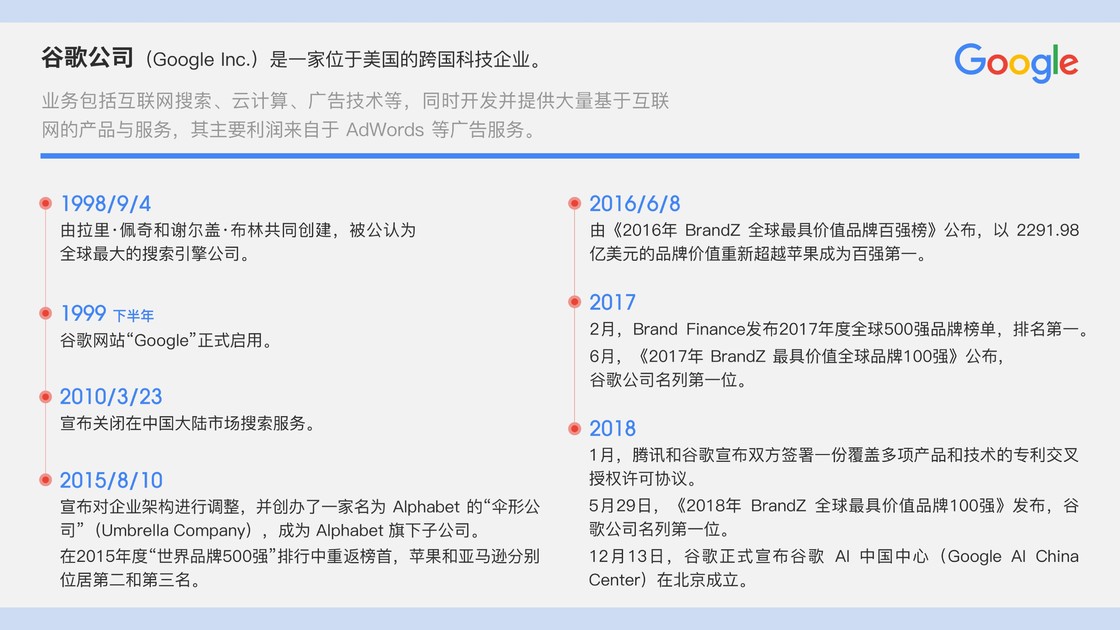 谷歌公司（Google Inc.）是一家位于美国的跨国科技企业。
Google
业务包括互联网搜索、云计算、广告技术等，同时开发并提供大量基于互联
网的产品与服务，其主要利润来自于 AdWords 等广告服务。
1998/9/4
由拉里·佩奇和谢尔盖·布林共同创建，被公认为
全球最大的搜索引擎公司。
1999 下半年
谷歌网站“Google”正式启用。
2010/3/23
宣布关闭在中国大陆市场搜索服务。
2015/8/10
宣布对企业架构进行调整，并创办了一家名为 Alphabet 的“伞形公
司”（Umbrella Company），成为 Alphabet 旗下子公司。
在2015年度“世界品牌500强”排行中重返榜首，苹果和亚马逊分别
位居第二和第三名。
2016/6/8
由《2016年 BrandZ 全球最具价值品牌百强榜》公布，以 2291.98
亿美元的品牌价值重新超越苹果成为百强第一。
2017
2月，Brand Finance发布2017年度全球500强品牌榜单，排名第一。
6月，《2017年 BrandZ 最具价值全球品牌100强》公布，
谷歌公司名列第一位。
2018
1月，腾讯和谷歌宣布双方签署一份覆盖多项产品和技术的专利交叉
授权许可协议。
5月29日，《2018年 BrandZ 全球最具价值品牌100强》发布，谷
歌公司名列第一位。
12月13日，谷歌正式宣布谷歌 AI 中国中心（Google AI China
Center）在北京成立。